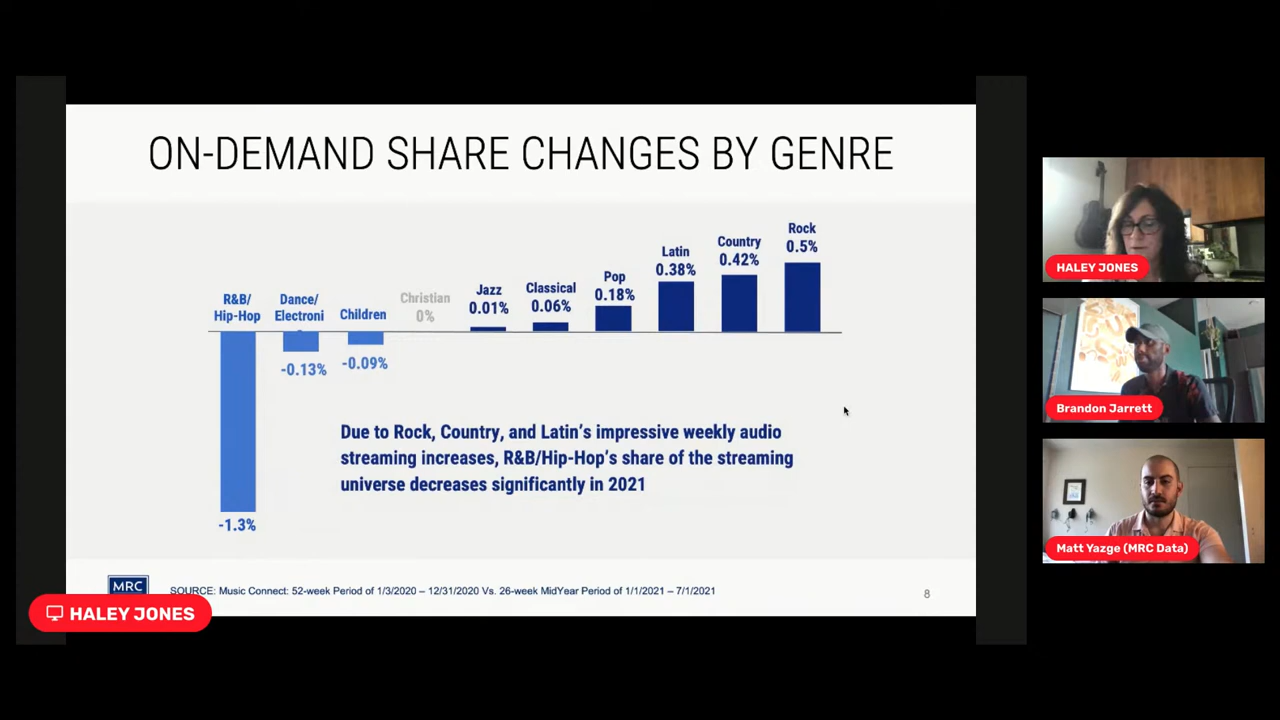 ON-DEMAND SHARE CHANGES BY GENRE
R&B/
Hip-Hop
-1.3%
Dance/
Electroni
-0.13%
Children
-0.09%
Christian
0%
Jazz
0.01%
Classical
0.06%
Pop
0.18%
Latin
0.38%
Country
0.42%
Rock
0.5%
Due to Rock, Country, and Latin's impressive weekly audio
streaming increases, R&B/Hip-Hop's share of the streaming
universe decreases significantly in 2021
MRC
SOURCE: Music Connect: 52-week Period of 1/3/2020 – 12/31/2020 Vs. 26-week MidYear Period of 1/1/2021 – 7/1/2021
8
HALEY JONES
HALEY JONES
Brandon Jarrett
Matt Yazge (MRC Data)